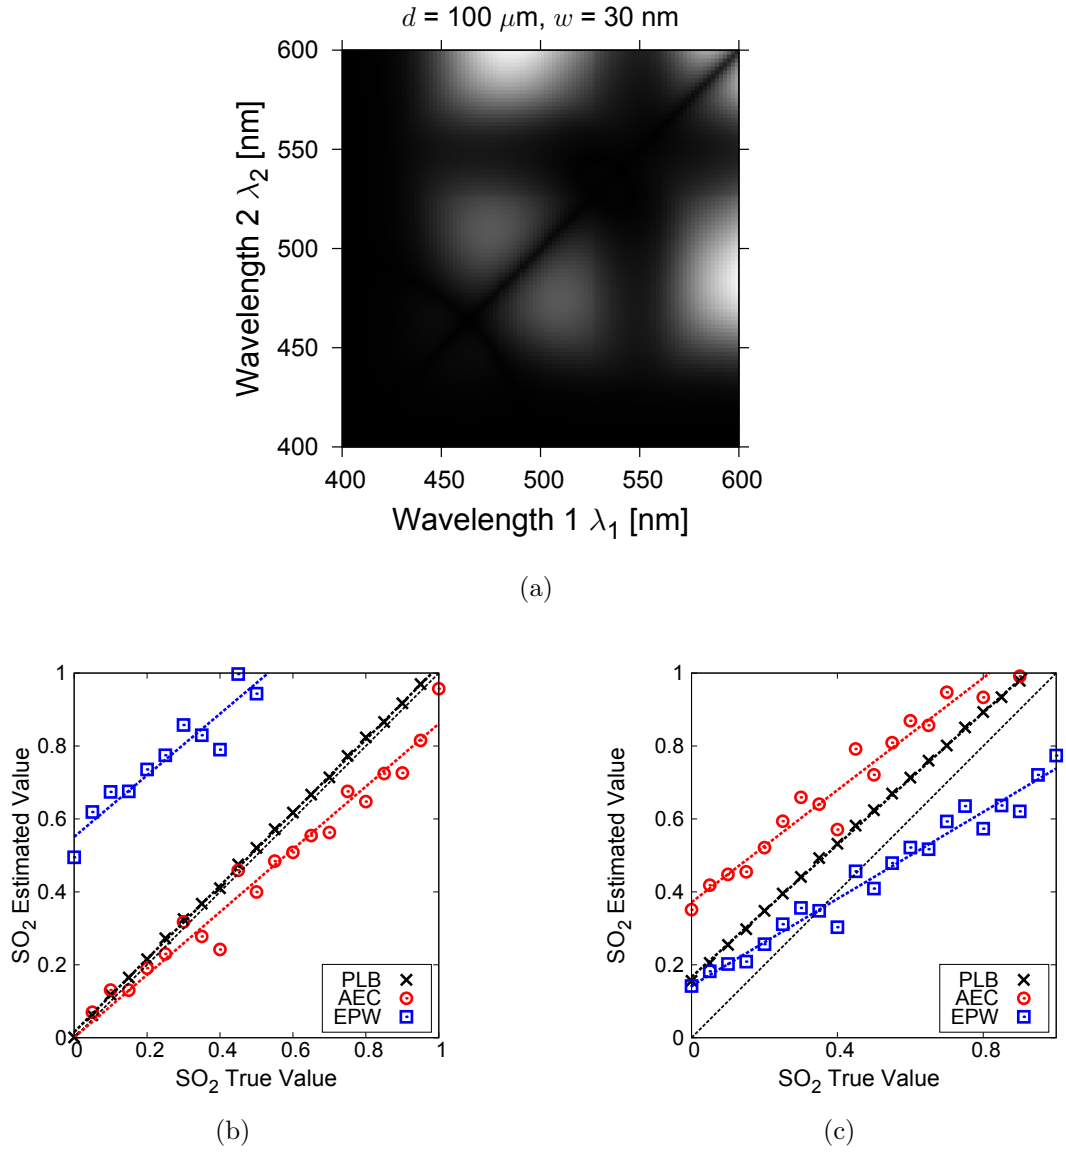 d = 100 μm, w = 30 nm
600
550
500
450
400
Wavelength 2 λ2 [nm]
400 450 500 550 600
Wavelength 1 λ1 [nm]
(a)
1
0.8
0.6
0.4
0.2
0
SO2 Estimated Value
PLB
AEC
EPW
0 0.2 0.4 0.6 0.8 1
SO2 True Value
(b)
1
0.8
0.6
0.4
0.2
0
SO2 Estimated Value
PLB
AEC
EPW
0 0.4 0.8
SO2 True Value
(c)